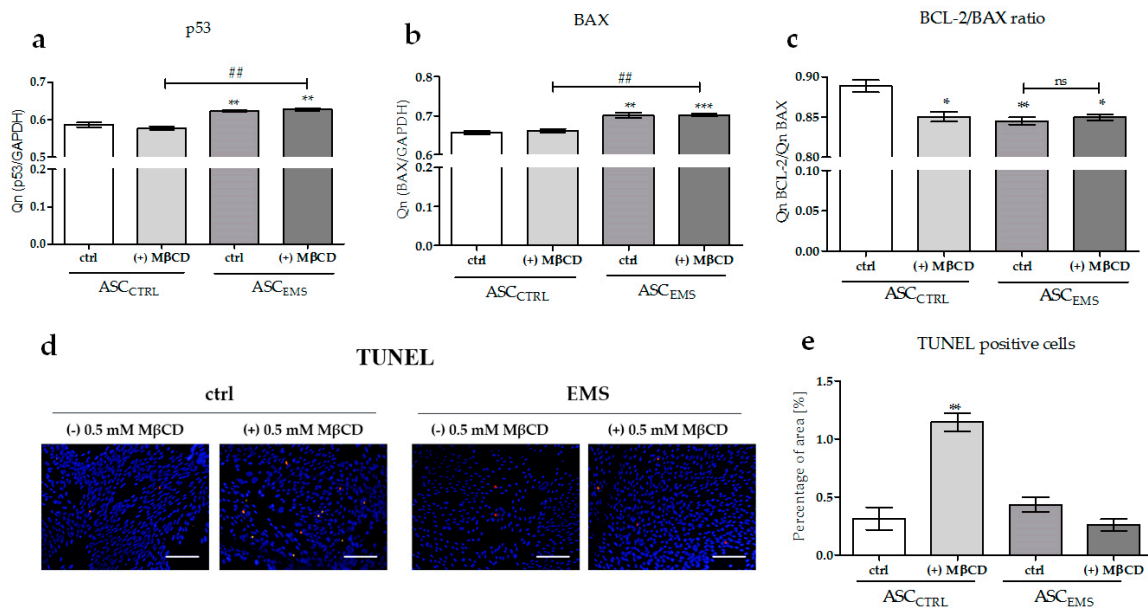 a
p53
Qn (p53/GAPDH)
0.7
0.6
0.5
0.2
0.1
0.0
##
**
**
ctrl
(+) MβCD
ctrl
(+) MβCD
ASCCTRL
ASCEMS
b
BAX
Qn (BAX/GAPDH)
0.8
0.7
0.6
0.2
0.1
0.0
##
**
***
ctrl
(+) MβCD
ctrl
(+) MβCD
ASCCTRL
ASCEMS
BCL-2/BAX ratio
c
Qn BCL-2/Qn BAX
0.90
0.85
0.80
0.05
0.00
ns
*
**
*
ctrl
(+) MβCD
ctrl
(+) MβCD
ASCCTRL
ASCEMS
d
TUNEL
ctrl
EMS
(-) 0.5 mM MβCD
(+) 0.5 mM MβCD
(-) 0.5 mM MβCD
(+) 0.5 mM MβCD
e
TUNEL positive cells
Percentage of area [%]
1.5
1.0
0.5
0.0
**
ctrl
(+) MβCD
ctrl
(+) MβCD
ASCCTRL
ASCEMS